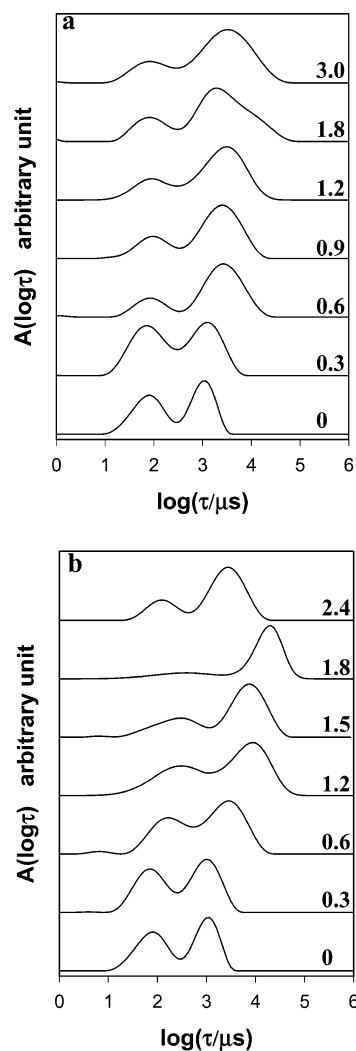 a
A(logτ) arbitrary unit
3.0
1.8
1.2
0.9
0.6
0.3
0
0 1 2 3 4 5 6
log(τ/μs)
b
A(logτ) arbitrary unit
2.4
1.8
1.5
1.2
0.6
0.3
0
0 1 2 3 4 5 6
log(τ/μs)